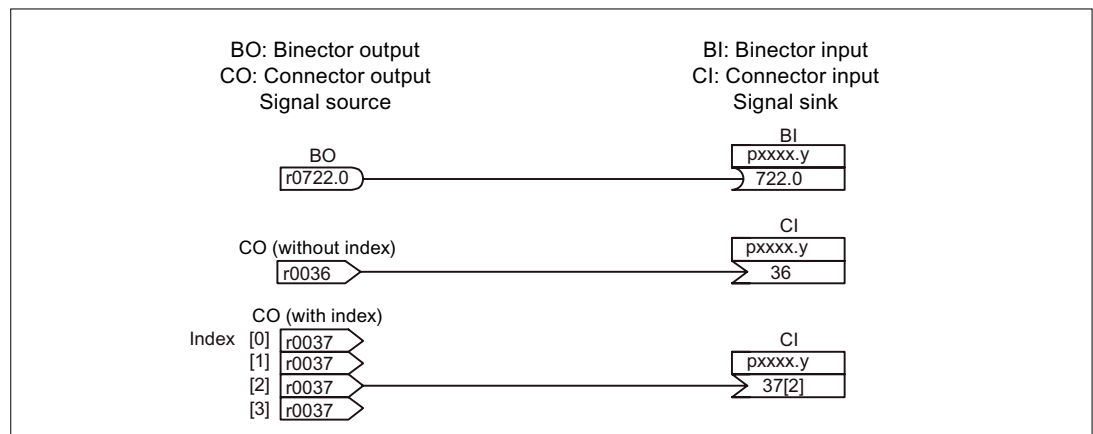 BO: Binector output
CO: Connector output
Signal source
BI: Binector input
CI: Connector input
Signal sink
BO
r0722.0
BI
pxxxx.y
722.0
CO (without index)
r0036
CI
pxxxx.y
36
CO (with index)
Index [0] r0037
[1] r0037
[2] r0037
[3] r0037
CI
pxxxx.y
37[2]